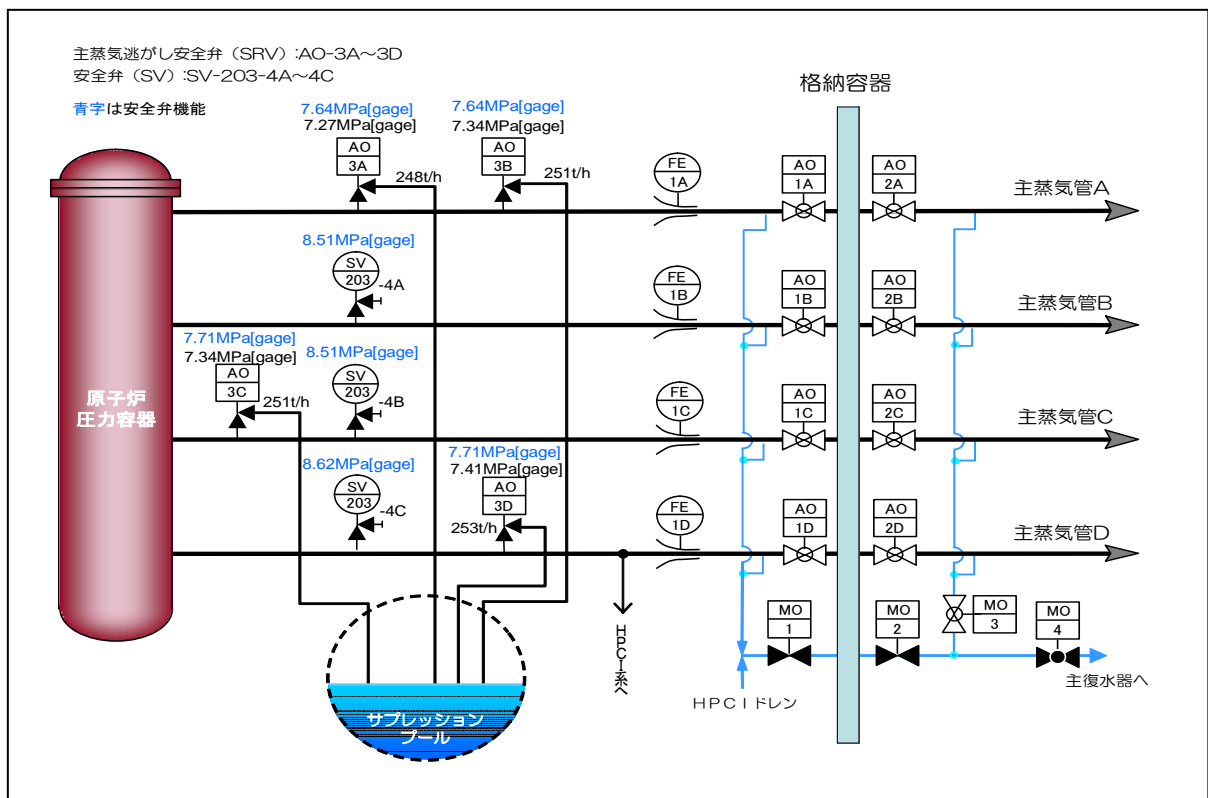 主蒸気逃がし安全弁（SRV）:AO-3A～3D
安全弁（SV）:SV-203-4A～4C
青字は安全弁機能
格納容器
7.64MPa[gage]
7.27MPa[gage]
AO
3A
248t/h
7.64MPa[gage]
7.34MPa[gage]
AO
3B
251t/h
FE
1A
AO
1A
AO
2A
主蒸気管A
8.51MPa[gage]
SV
203
-4A
FE
1B
AO
1B
AO
2B
主蒸気管B
7.71MPa[gage]
7.34MPa[gage]
AO
3C
251t/h
8.51MPa[gage]
SV
203
-4B
FE
1C
AO
1C
AO
2C
主蒸気管C
原子炉
圧力容器
8.62MPa[gage]
SV
203
-4C
7.71MPa[gage]
7.41MPa[gage]
AO
3D
253t/h
FE
1D
AO
1D
AO
2D
主蒸気管D
HPCI系へ
MO
1
MO
2
MO
3
MO
4
主復水器へ
HPCIドレン
サプレッション
プール